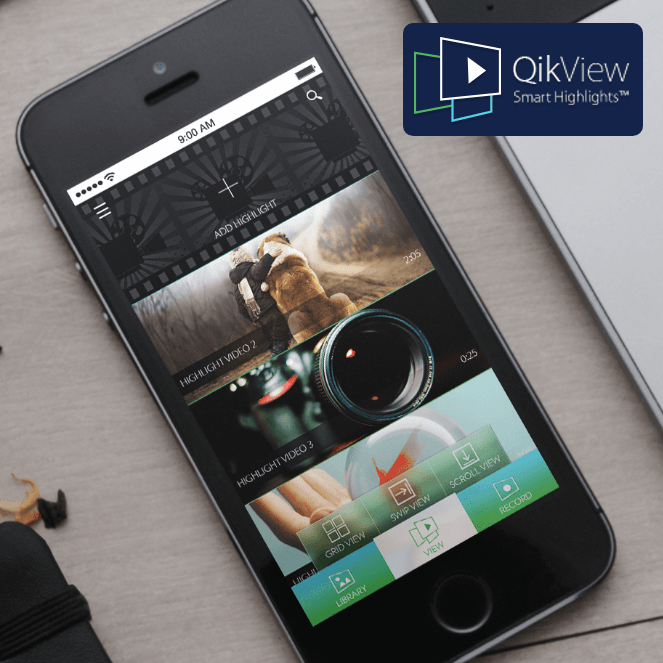 QikView
Smart Highlights™
9:00 AM
ADD HIGHLIGHT
2:05
HIGHLIGHT VIDEO 2
0:25
HIGHLIGHT VIDEO 3
GRID VIEW
SWIP VIEW
SCROLL VIEW
LIBRARY
VIEW
RECORD